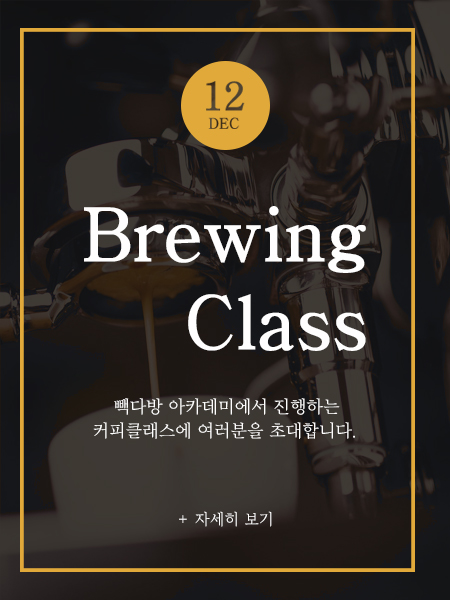 12
DEC
Brewing
Class
빽다방 아카데미에서 진행하는
커피클래스에 여러분을 초대합니다.
+ 자세히 보기